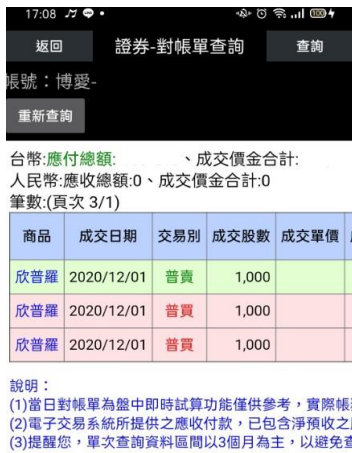 17:08
100
返回
證券-對帳單查詢
查詢
帳號：博愛-
重新查詢
台幣:應付總額: 、成交價金合計:
人民幣:應收總額:0、成交價金合計:0
筆數:(頁次 3/1)
商品 成交日期 交易別 成交股數 成交單價
欣普羅 2020/12/01 普賣 1,000
欣普羅 2020/12/01 普買 1,000
欣普羅 2020/12/01 普買 1,000
說明：
(1)當日對帳單為盤中即時試算功能僅供參考，實際帳
(2)電子交易系統所提供之應收付款，已包含淨預收之
(3)提醒您，單次查詢資料區間以3個月為主，以避免